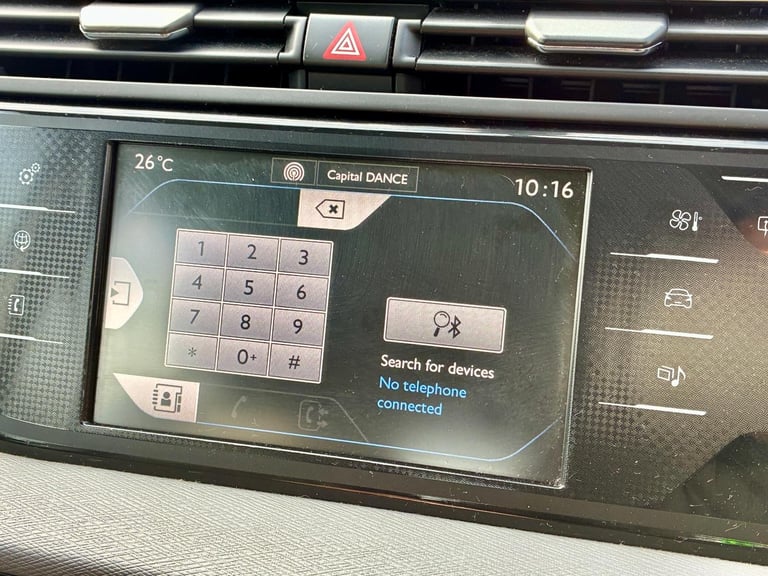 26°C
Capital DANCE
10:16
1 2 3
4 5 6
7 8 9
* 0+ #
Search for devices
No telephone
connected